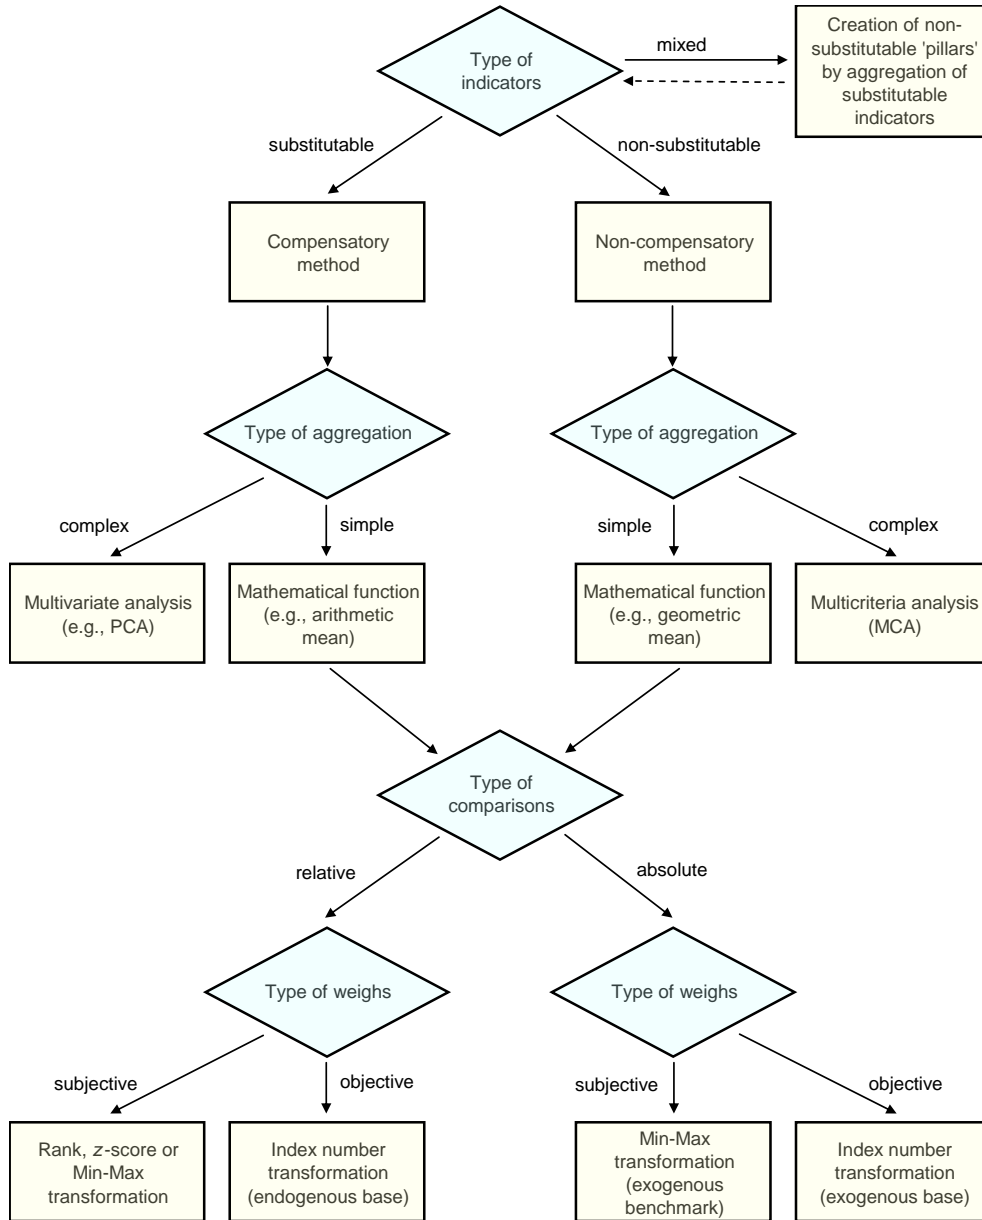 Type of
indicators
mixed
Creation of non-
substitutable 'pillars'
by aggregation of
substitutable
indicators
substitutable
non-substitutable
Compensatory
method
Non-compensatory
method
Type of aggregation
Type of aggregation
complex
simple
simple
complex
Multivariate analysis
(e.g., PCA)
Mathematical function
(e.g., arithmetic
mean)
Mathematical function
(e.g., geometric
mean)
Multicriteria analysis
(MCA)
Type of
comparisons
relative
absolute
Type of weighs
Type of weighs
subjective
objective
subjective
objective
Rank, z-score or
Min-Max
transformation
Index number
transformation
(endogenous base)
Min-Max
transformation
(exogenous
benchmark)
Index number
transformation
(exogenous base)